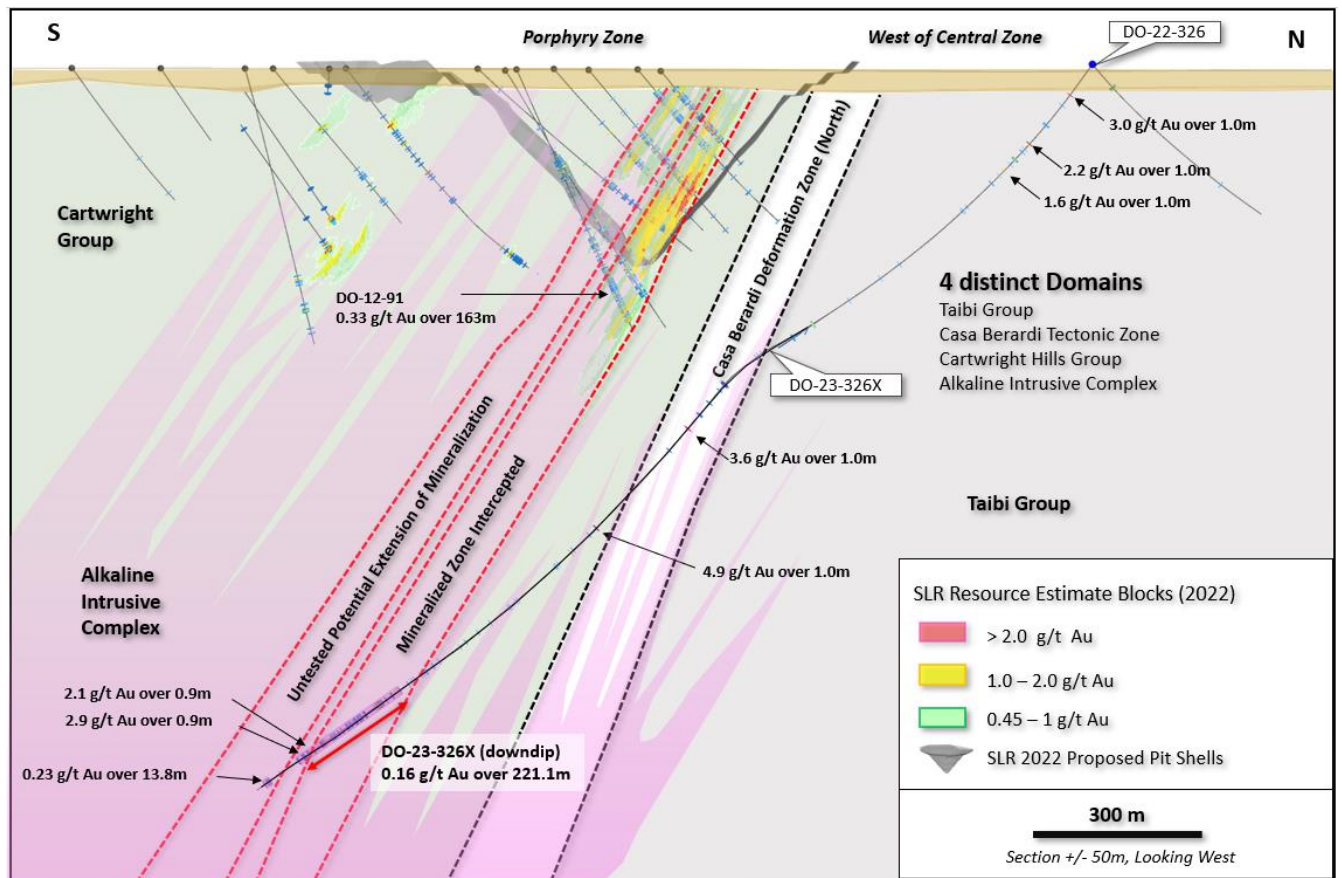 S
Porphyry Zone
West of Central Zone
DO-22-326
N
3.0 g/t Au over 1.0m
2.2 g/t Au over 1.0m
1.6 g/t Au over 1.0m
Cartwright
Group
Casa Berardi Deformation Zone (North)
DO-12-91
0.33 g/t Au over 163m
4 distinct Domains
Taibi Group
Casa Berardi Tectonic Zone
Cartwright Hills Group
Alkaline Intrusive Complex
DO-23-326X
Untested Potential Extension of Mineralization
Mineralized Zone Intercepted
3.6 g/t Au over 1.0m
Taibi Group
4.9 g/t Au over 1.0m
Alkaline
Intrusive
Complex
2.1 g/t Au over 0.9m
2.9 g/t Au over 0.9m
0.23 g/t Au over 13.8m
DO-23-326X (downdip)
0.16 g/t Au over 221.1m
SLR Resource Estimate Blocks (2022)
> 2.0 g/t Au
1.0 – 2.0 g/t Au
0.45 – 1 g/t Au
SLR 2022 Proposed Pit Shells
300 m
Section +/- 50m, Looking West